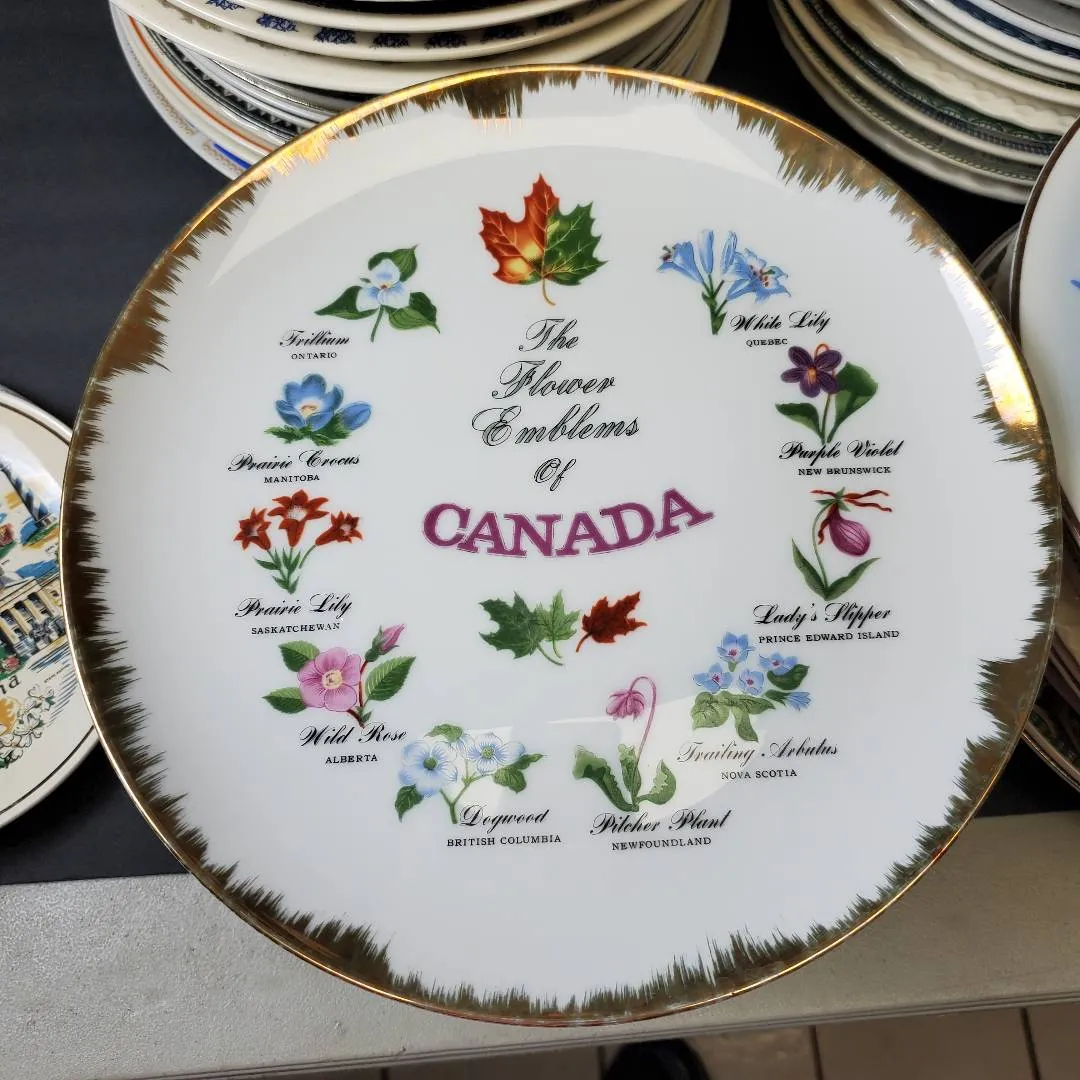 The
Flower
Emblems
Of
CANADA
Trillium
ONTARIO
White Lily
QUEBEC
Prairie Crocus
MANITOBA
Purple Violet
NEW BRUNSWICK
Prairie Lily
SASKATCHEWAN
Lady's Slipper
PRINCE EDWARD ISLAND
Wild Rose
ALBERTA
Trailing Arbutus
NOVA SCOTIA
Dogwood
BRITISH COLUMBIA
Pitcher Plant
NEWFOUNDLAND